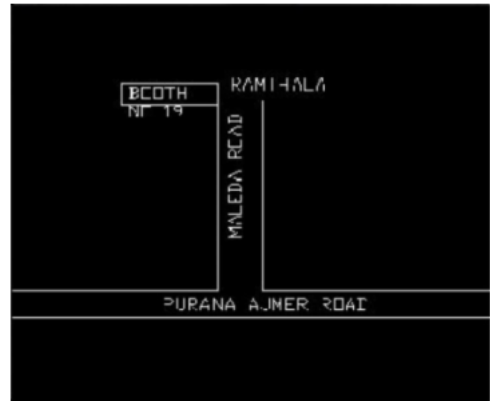 RAMTHALA
BOOTH
NO 19
MALEDA ROAD
PURANA AJMER ROAD